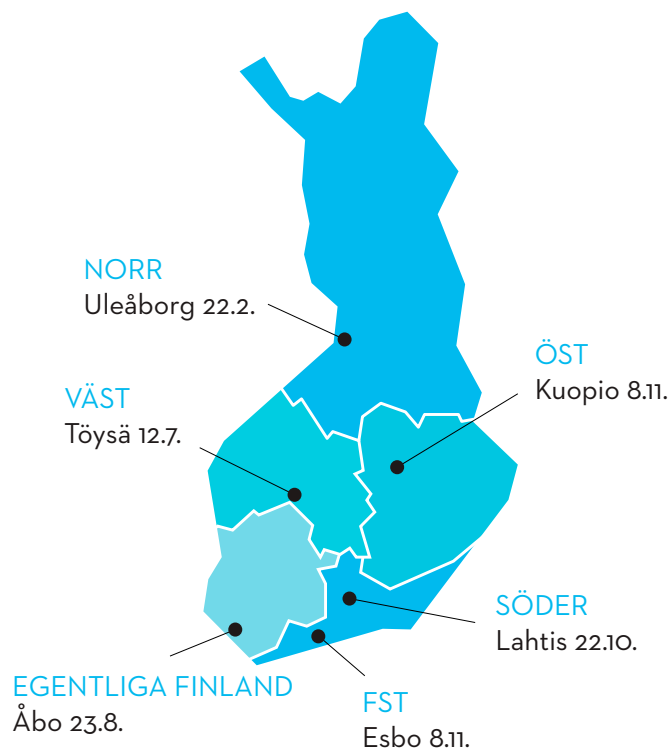 NORR
Uleåborg 22.2.
ÖST
Kuopio 8.11.
VÄST
Töysä 12.7.
SÖDER
Lahtis 22.10.
EGENTLIGA FINLAND
Åbo 23.8.
FST
Esbo 8.11.